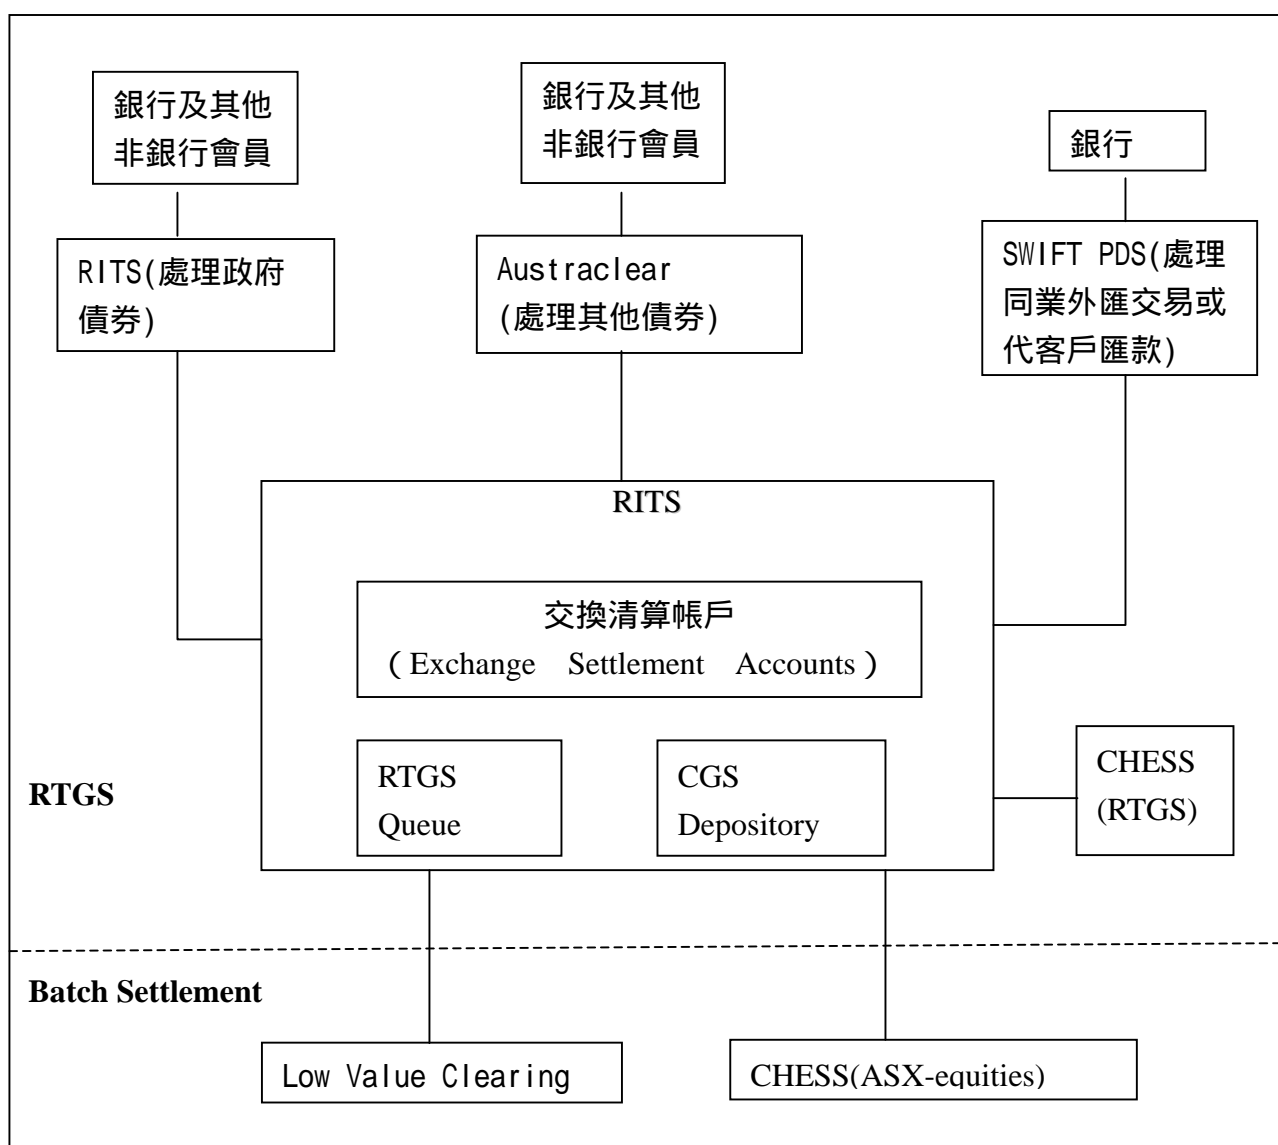 銀行及其他
非銀行會員
銀行及其他
非銀行會員
銀行
RITS(處理政府
債券)
Austraclear
(處理其他債券)
SWIFT PDS(處理
同業外匯交易或
代客戶匯款)
RITS
交換清算帳戶
(Exchange Settlement Accounts)
RTGS
Queue
CGS
Depository
CHESS
(RTGS)
RTGS
Batch Settlement
Low Value Clearing
CHESS(ASX-equities)